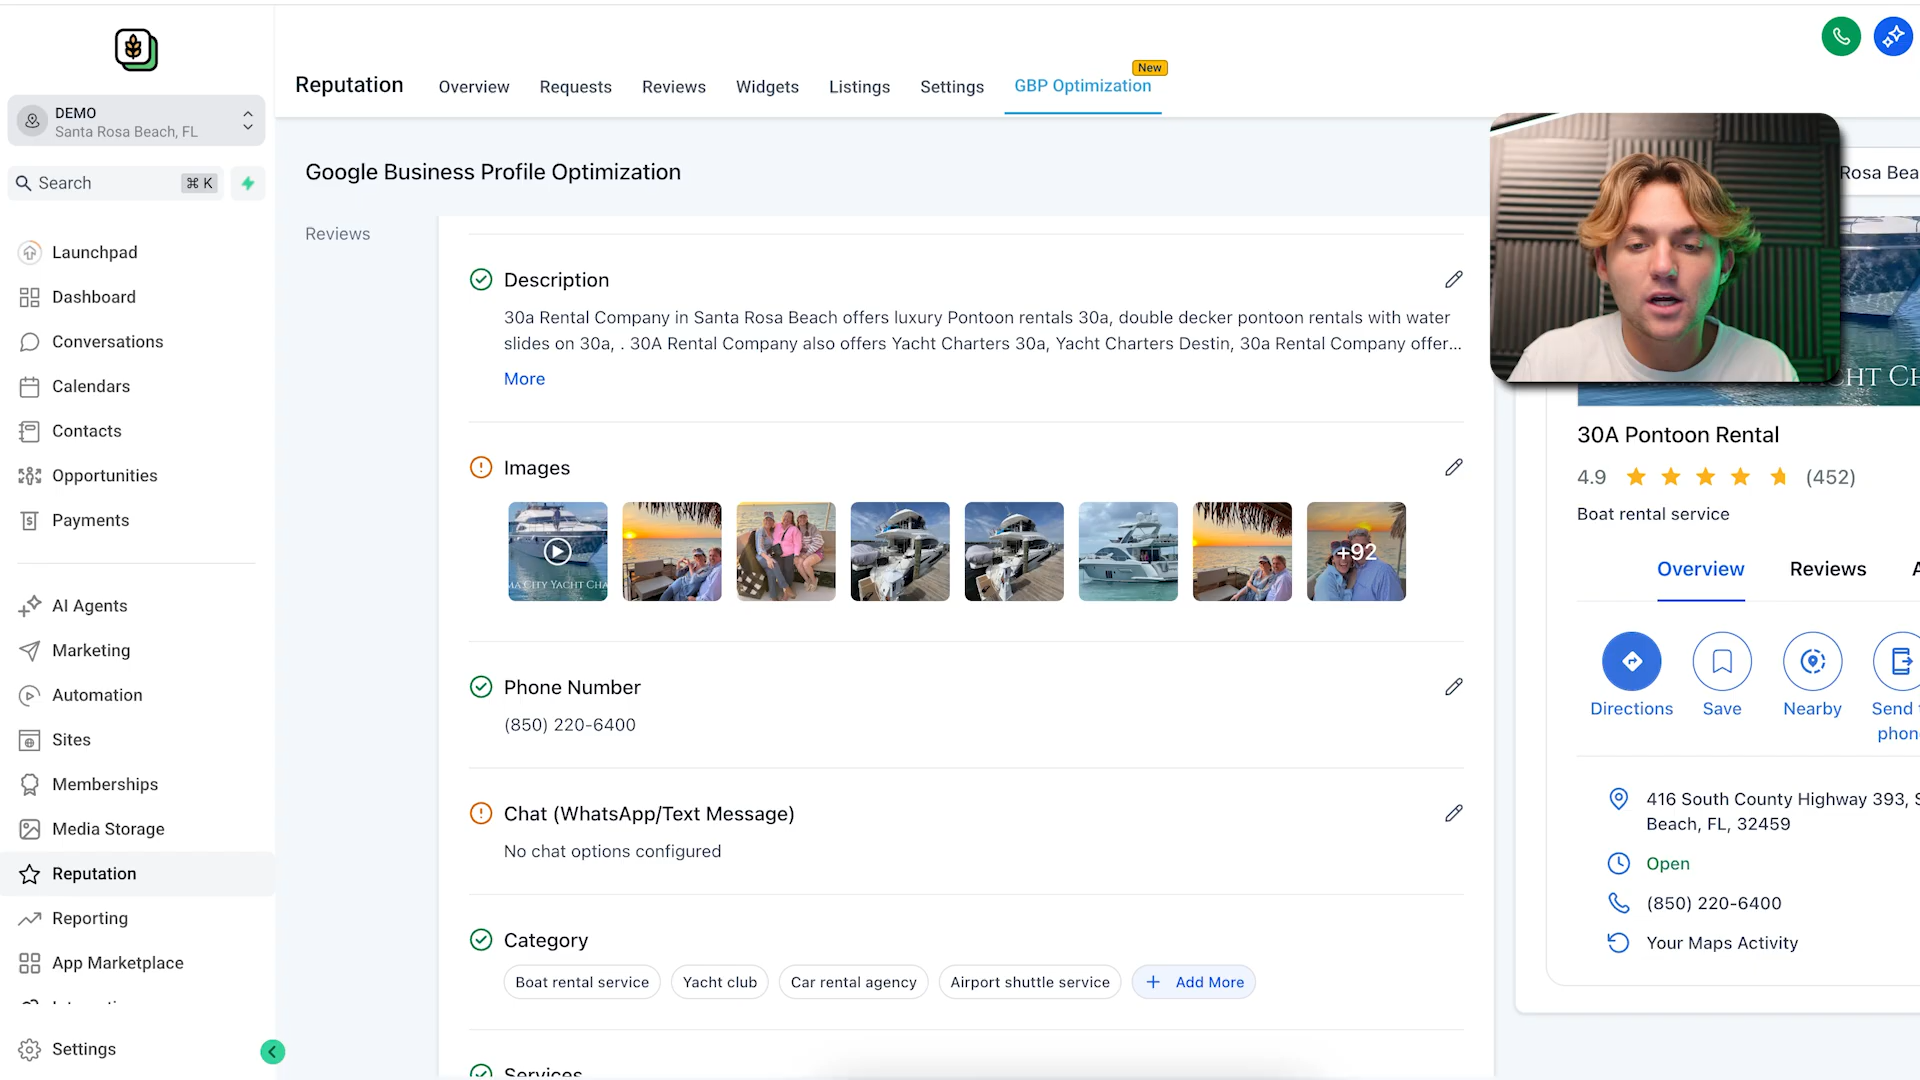 DEMO
Santa Rosa Beach, FL
Search
⌘ K
Launchpad
Dashboard
Conversations
Calendars
Contacts
Opportunities
Payments
AI Agents
Marketing
Automation
Sites
Memberships
Media Storage
Reputation
Reporting
App Marketplace
Settings
Reputation
Overview
Requests
Reviews
Widgets
Listings
Settings
GBP Optimization
New
Google Business Profile Optimization
Reviews
Description
30a Rental Company in Santa Rosa Beach offers luxury Pontoon rentals 30a, double decker pontoon rentals with water
slides on 30a, . 30A Rental Company also offers Yacht Charters 30a, Yacht Charters Destin, 30a Rental Company offer...
More
Images
MA CITY YACHT CHA
+92
Phone Number
(850) 220-6400
Chat (WhatsApp/Text Message)
No chat options configured
Category
Boat rental service
Yacht club
Car rental agency
Airport shuttle service
+ Add More
Services
Rosa Bea
30A Pontoon Rental
4.9
(452)
Boat rental service
Overview
Reviews
Directions
Save
Nearby
Send
phon
416 South County Highway 393, S
Beach, FL, 32459
Open
(850) 220-6400
Your Maps Activity